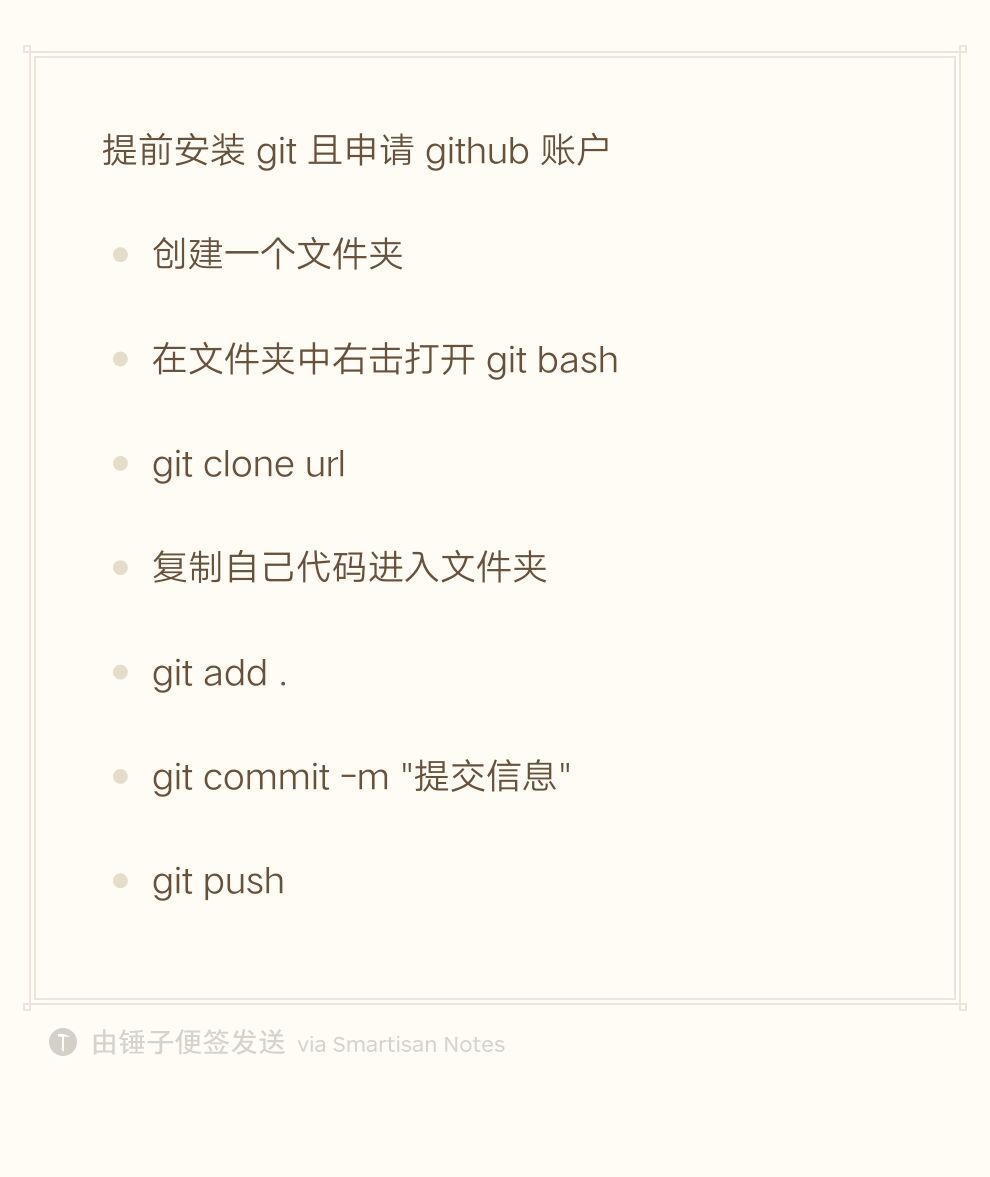 提前安装 git 且申请 github 账户
创建一个文件夹
在文件夹中右击打开 git bash
git clone url
复制自己代码进入文件夹
git add .
git commit -m "提交信息"
git push
由锤子便签发送 via Smartisan Notes